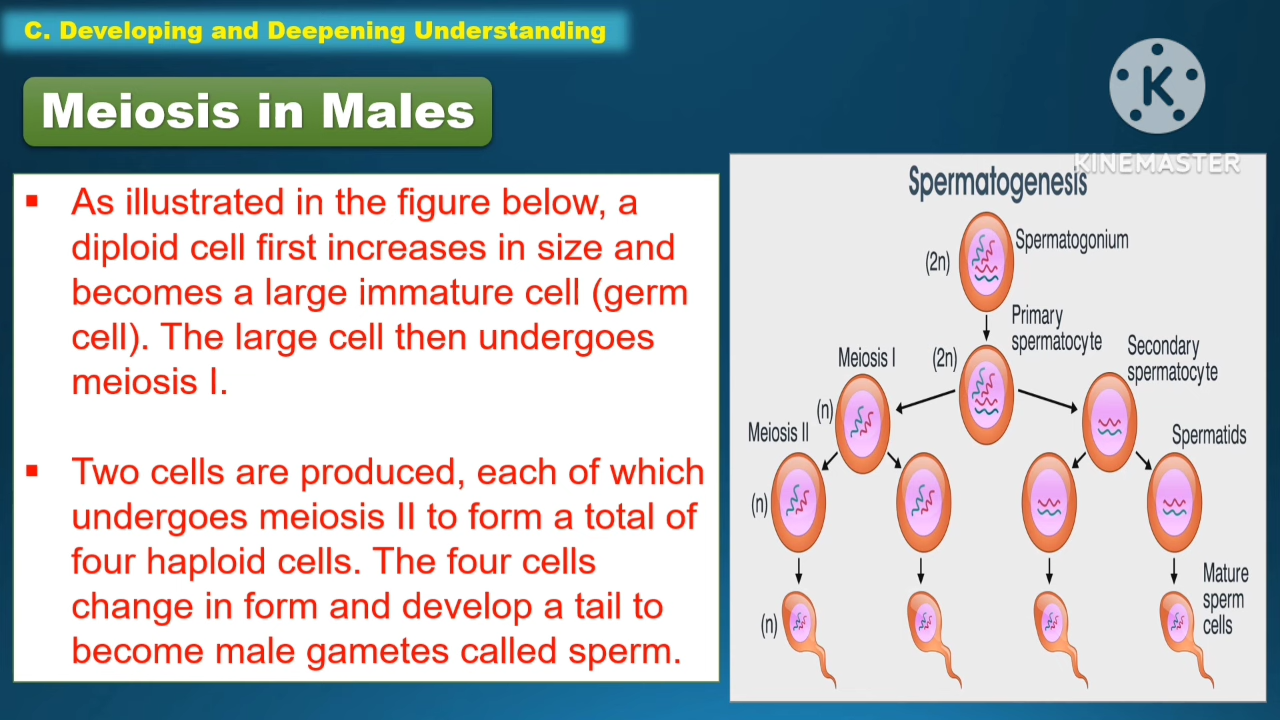 C. Developing and Deepening Understanding
Meiosis in Males
K
KINEMASTER
As illustrated in the figure below, a
diploid cell first increases in size and
becomes a large immature cell (germ
cell). The large cell then undergoes
meiosis I.
Two cells are produced, each of which
undergoes meiosis II to form a total of
four haploid cells. The four cells
change in form and develop a tail to
become male gametes called sperm.
Spermatogenesis
Spermatogonium
(2n)
Primary
spermatocyte
Meiosis I
(2n)
Secondary
spermatocyte
(n)
Meiosis II
Spermatids
(n)
Mature
sperm
cells
(n)